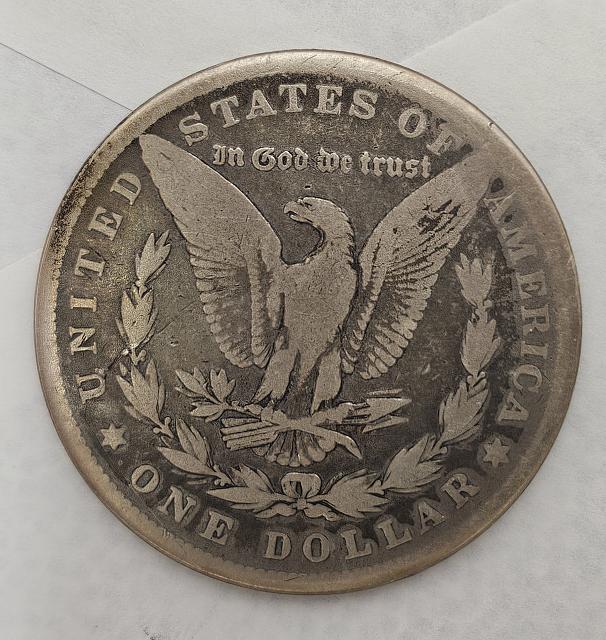 UNITED STATES OF AMERICA
In God we trust
ONE DOLLAR